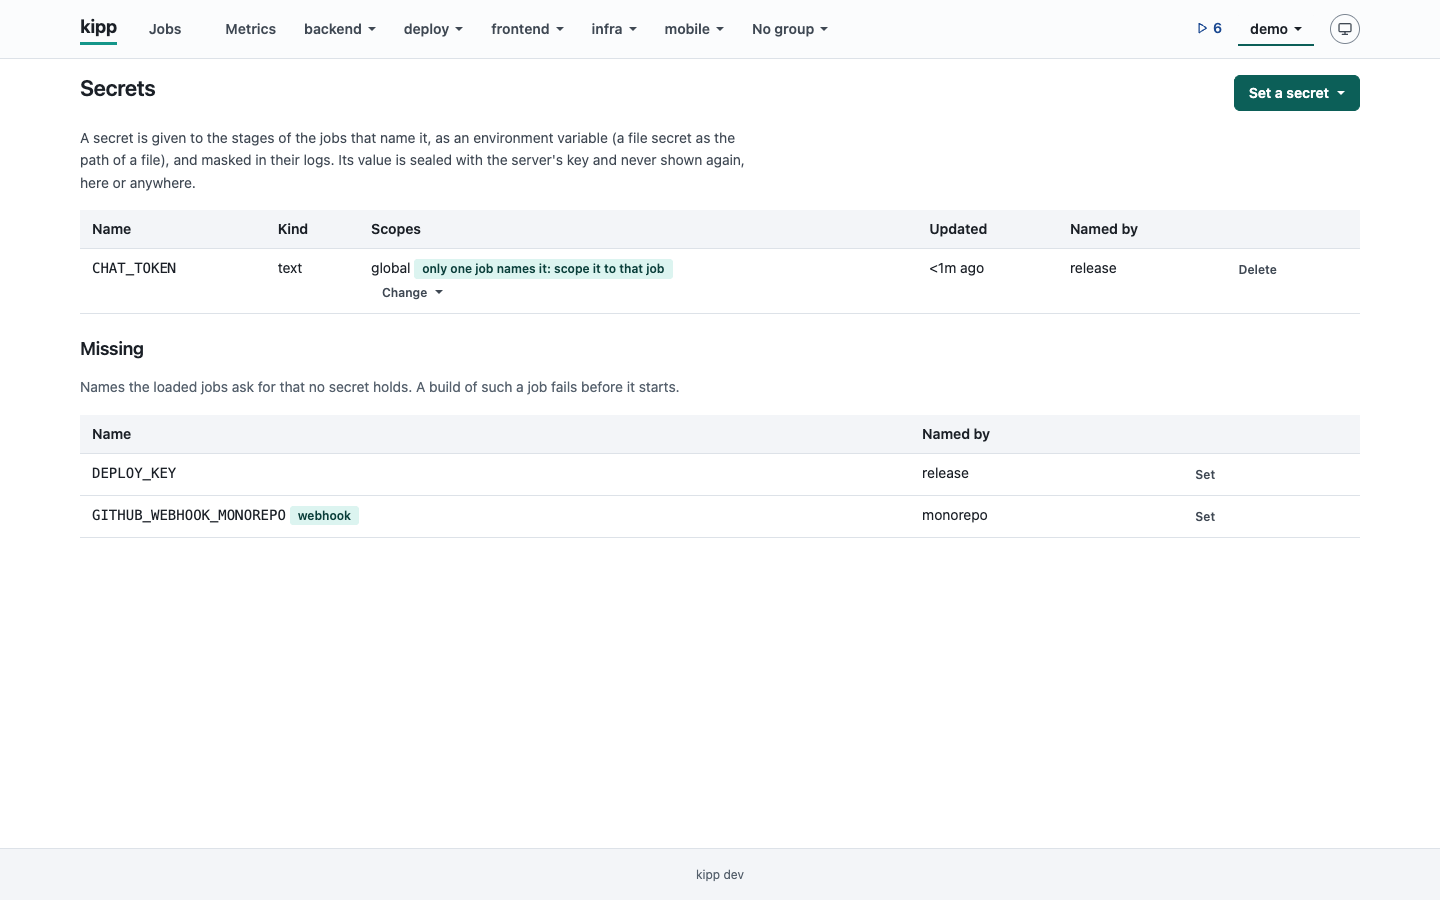 kipp Jobs Metrics backend deploy frontend infra mobile No group 6 demo
Secrets
Set a secret
A secret is given to the stages of the jobs that name it, as an environment variable (a file secret as the
path of a file), and masked in their logs. Its value is sealed with the server's key and never shown again,
here or anywhere.
Name Kind Scopes Updated Named by
CHAT_TOKEN text global only one job names it: scope it to that job <1m ago release Delete
Change
Missing
Names the loaded jobs ask for that no secret holds. A build of such a job fails before it starts.
Name Named by
DEPLOY_KEY release Set
GITHUB_WEBHOOK_MONOREPO webhook monorepo Set
kipp dev